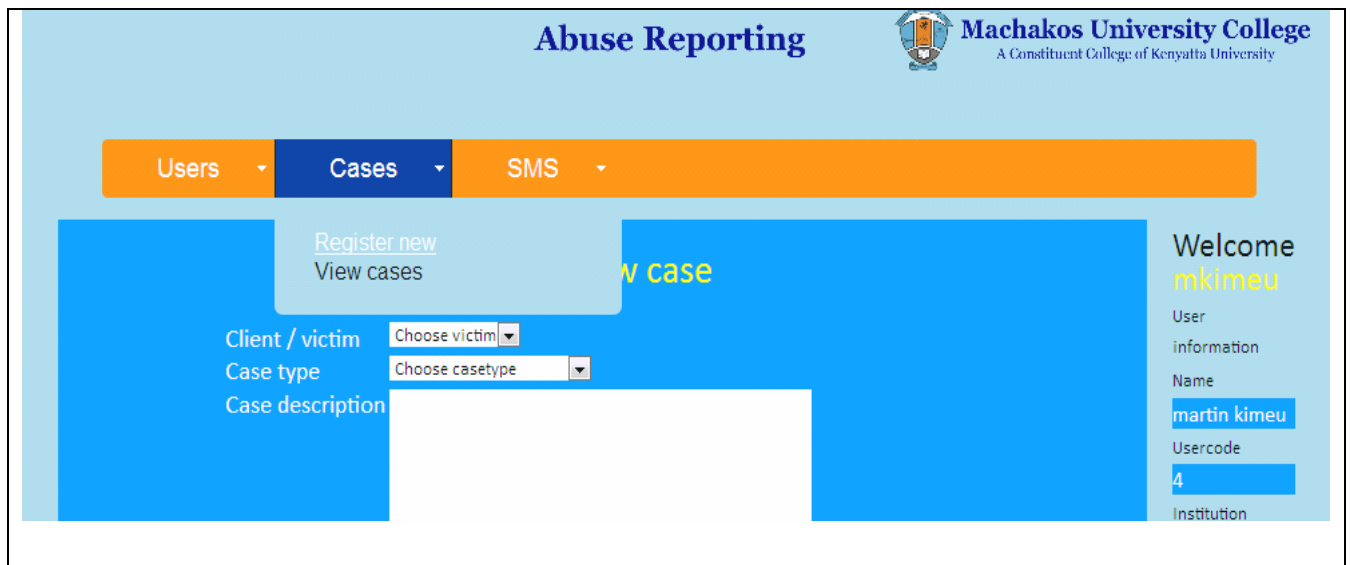 Abuse Reporting
Machakos University College
A Constituent College of Kenyatta University
Users
Cases
SMS
Register new
View cases
case
Client / victim
Choose victim
Case type
Choose casetype
Case description
Welcome
mkimeu
User
information
Name
martin kimeu
Usercode
4
Institution